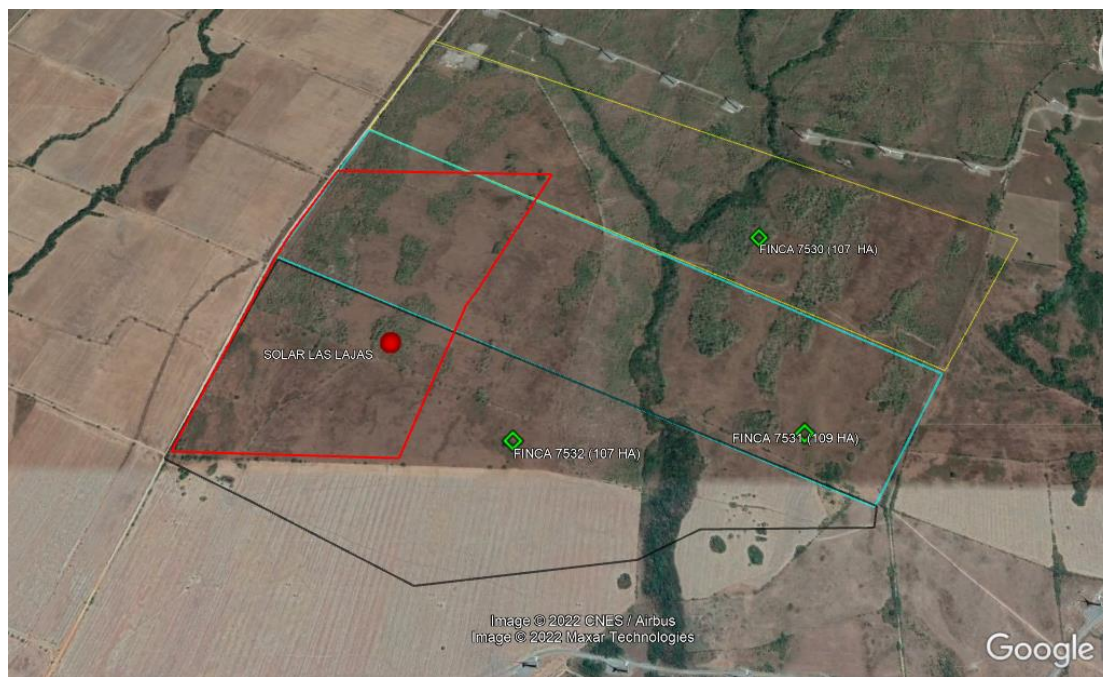 FINCA 7530 (107 HA)
SOLAR LAS LAJAS
FINCA 7531 (109 HA)
FINCA 7532 (107 HA)
Image © 2022 CNES / Airbus
Image © 2022 Maxar Technologies
Google